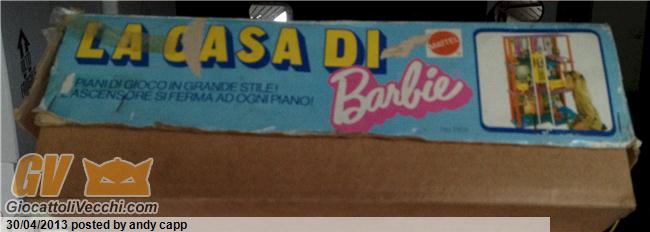 LA CASA DI
MATTEL
Barbie
PIANI DI GIOCO IN GRANDE STILE!
L'ASCENSORE SI FERMA AD OGNI PIANO!
GV
GiocattoliVecchi.com
30/04/2013 posted by andy capp